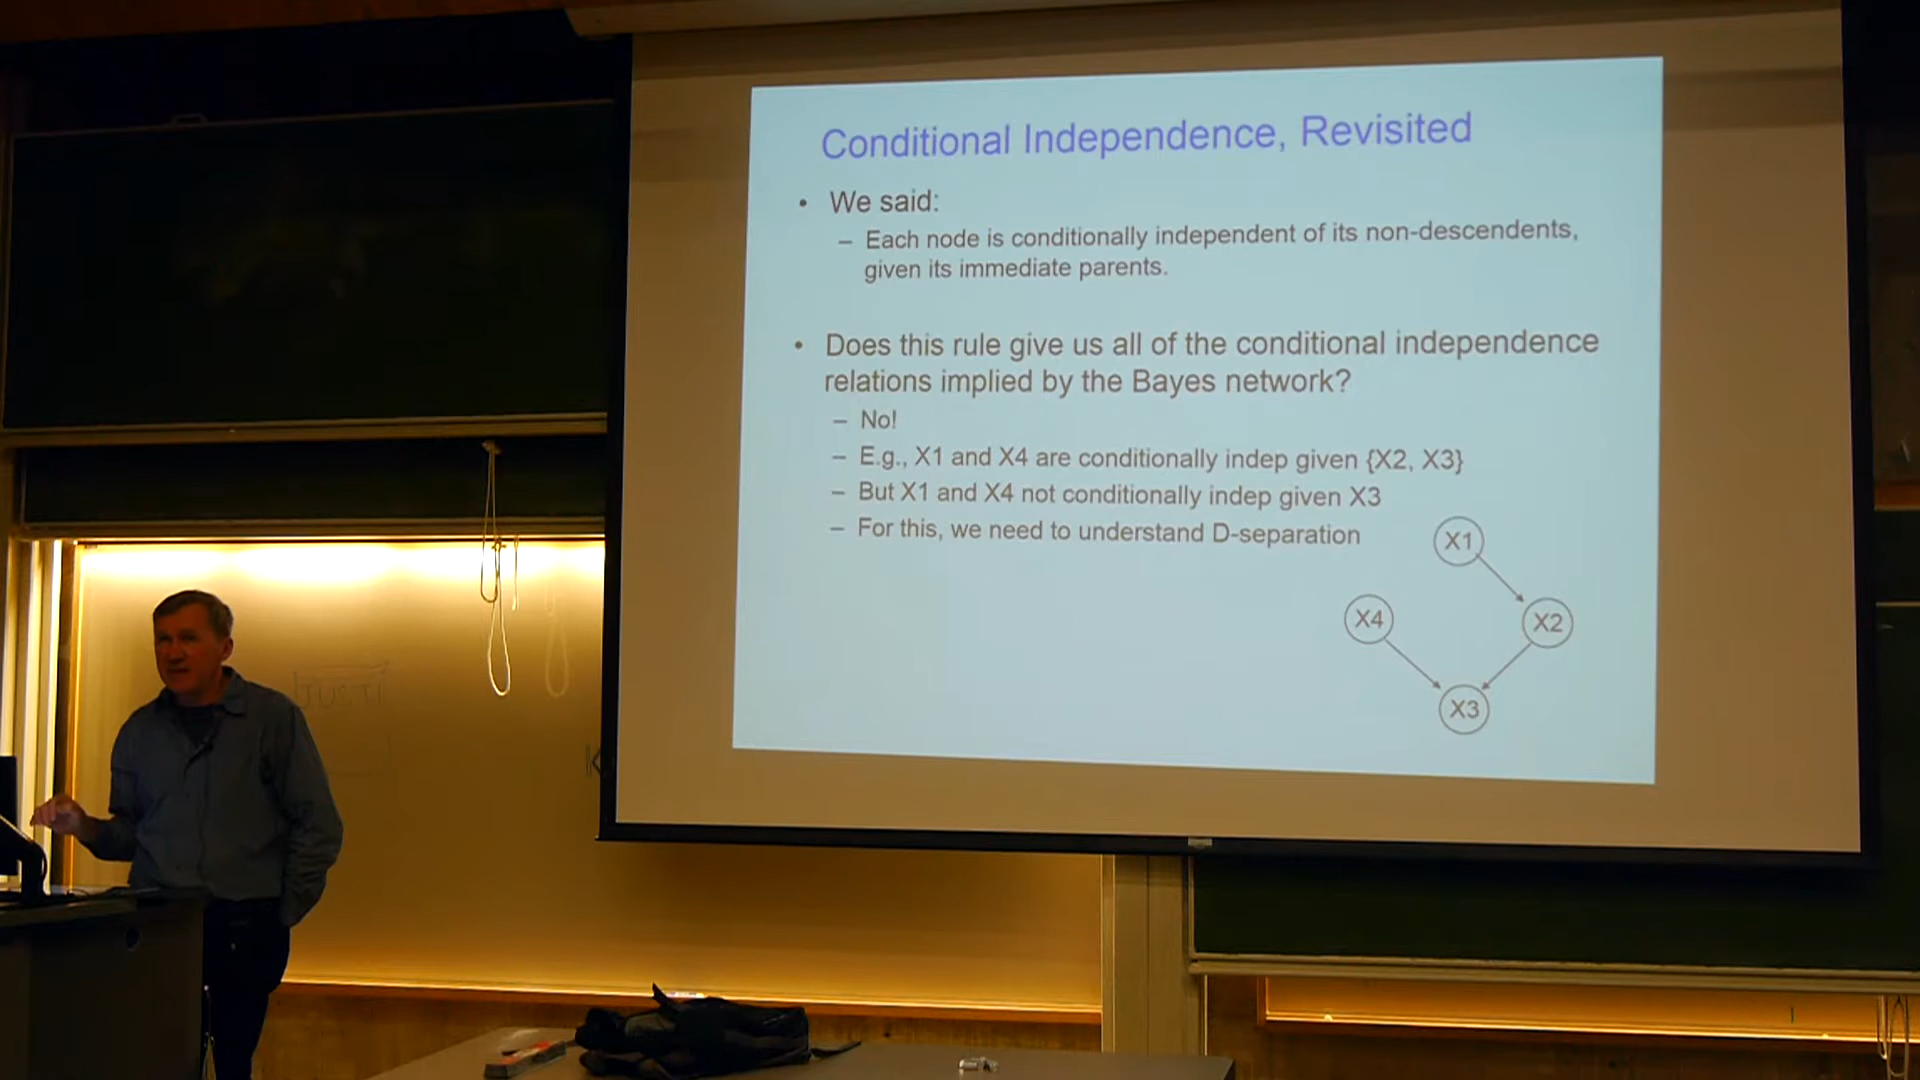 Conditional Independence, Revisited
• We said:
– Each node is conditionally independent of its non-descendents,
given its immediate parents.
• Does this rule give us all of the conditional independence
relations implied by the Bayes network?
– No!
– E.g., X1 and X4 are conditionally indep given {X2, X3}
– But X1 and X4 not conditionally indep given X3
– For this, we need to understand D-separation
X1
X4
X2
X3
JUSTI
K